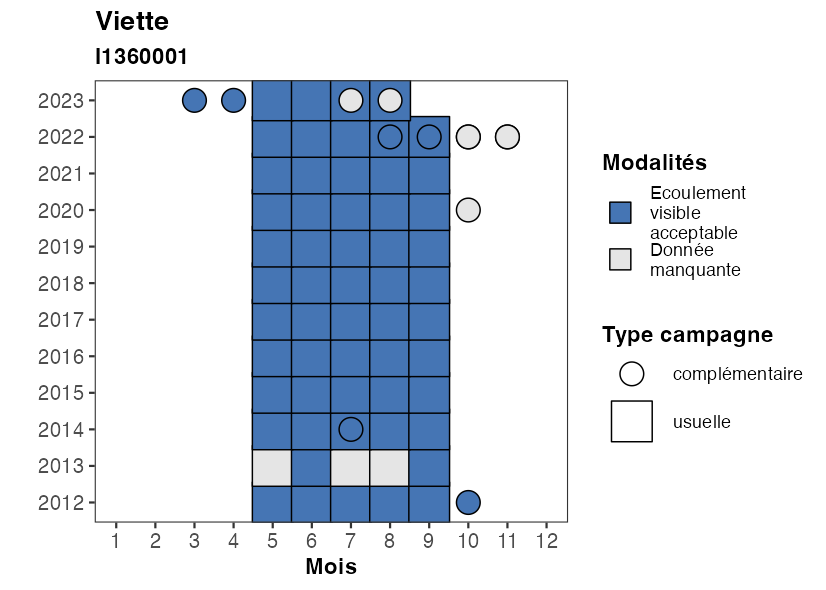 Viette
I1360001
2023
2022
2021
2020
2019
2018
2017
2016
2015
2014
2013
2012
1 2 3 4 5 6 7 8 9 10 11 12
Mois
Modalités
Ecoulement
visible
acceptable
Donnée
manquante
Type campagne
complémentaire
usuelle